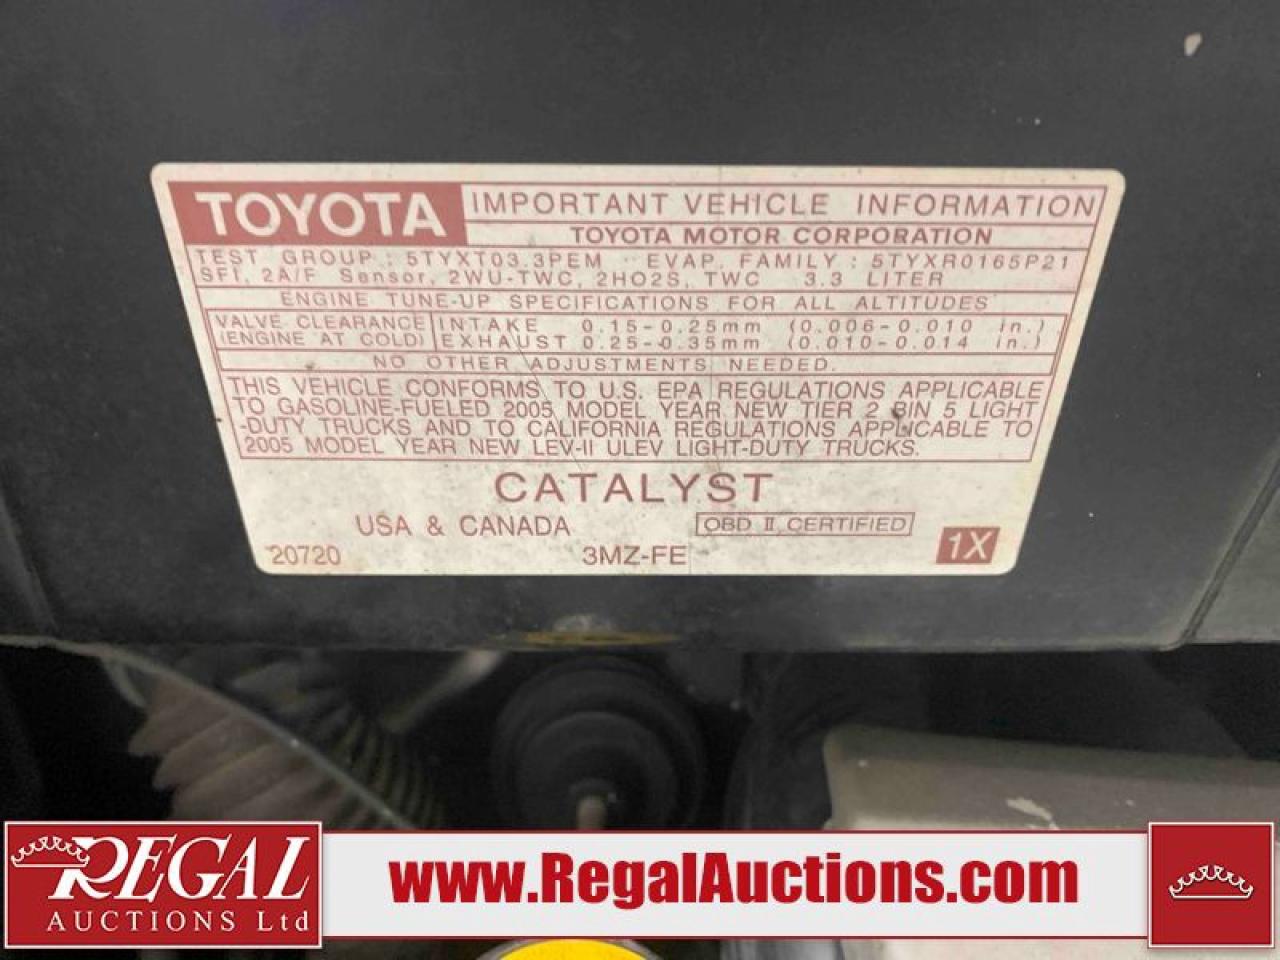 TOYOTA
IMPORTANT VEHICLE INFORMATION
TOYOTA MOTOR CORPORATION
TEST GROUP : 5TYXT03.3PEM EVAP. FAMILY : 5TYXR0165P21
SFI, 2A/F Sensor, 2WU-TWC, 2HO2S, TWC 3.3 LITER
ENGINE TUNE-UP SPECIFICATIONS FOR ALL ALTITUDES
VALVE CLEARANCE INTAKE 0.15-0.25mm (0.006-0.010 in.)
(ENGINE AT COLD) EXHAUST 0.25-0.35mm (0.010-0.014 in.)
NO OTHER ADJUSTMENTS NEEDED.
THIS VEHICLE CONFORMS TO U.S. EPA REGULATIONS APPLICABLE
TO GASOLINE-FUELED 2005 MODEL YEAR NEW TIER 2 BIN 5 LIGHT
-DUTY TRUCKS AND TO CALIFORNIA REGULATIONS APPLICABLE TO
2005 MODEL YEAR NEW LEV-II ULEV LIGHT-DUTY TRUCKS.
CATALYST
USA & CANADA OBD II CERTIFIED
20720 3MZ-FE 1X
REGAL
AUCTIONS Ltd
www.RegalAuctions.com